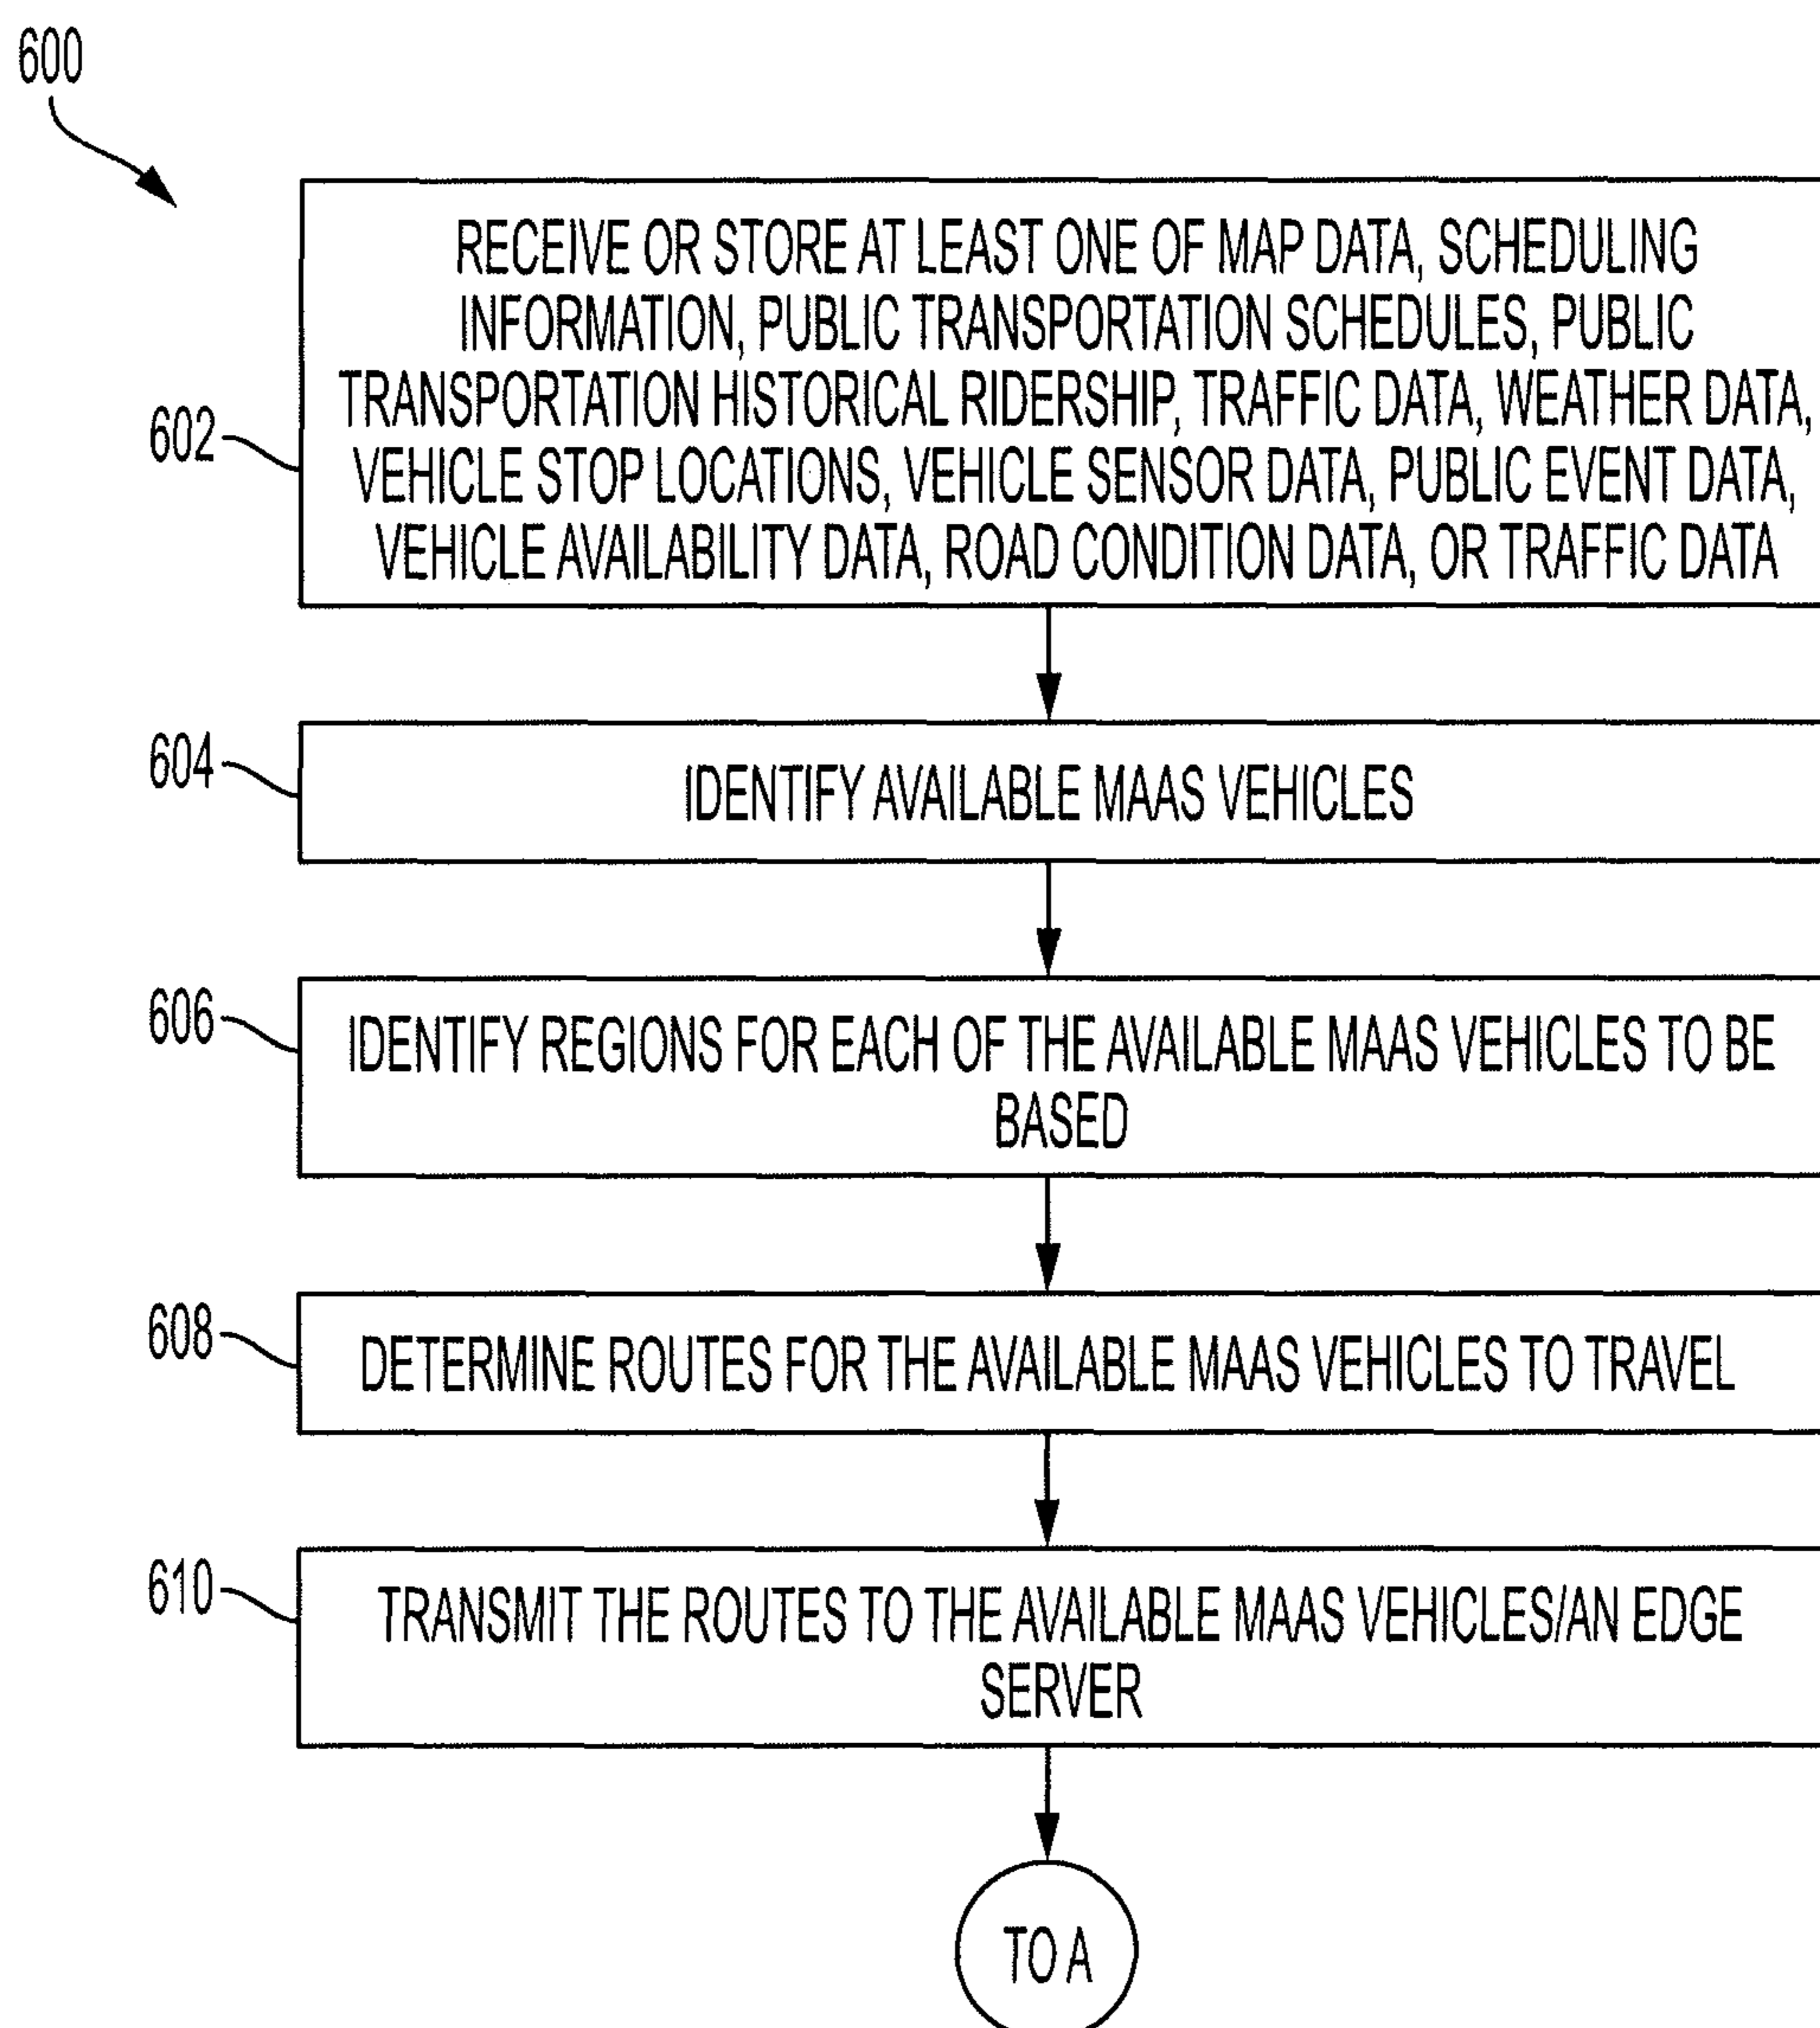 600
RECEIVE OR STORE AT LEAST ONE OF MAP DATA, SCHEDULING
INFORMATION, PUBLIC TRANSPORTATION SCHEDULES, PUBLIC
TRANSPORTATION HISTORICAL RIDERSHIP, TRAFFIC DATA, WEATHER DATA,
602
VEHICLE STOP LOCATIONS, VEHICLE SENSOR DATA, PUBLIC EVENT DATA,
VEHICLE AVAILABILITY DATA, ROAD CONDITION DATA, OR TRAFFIC DATA
604
IDENTIFY AVAILABLE MAAS VEHICLES
606
IDENTIFY REGIONS FOR EACH OF THE AVAILABLE MAAS VEHICLES TO BE
BASED
608
DETERMINE ROUTES FOR THE AVAILABLE MAAS VEHICLES TO TRAVEL
610
TRANSMIT THE ROUTES TO THE AVAILABLE MAAS VEHICLES/AN EDGE
SERVER
TO A